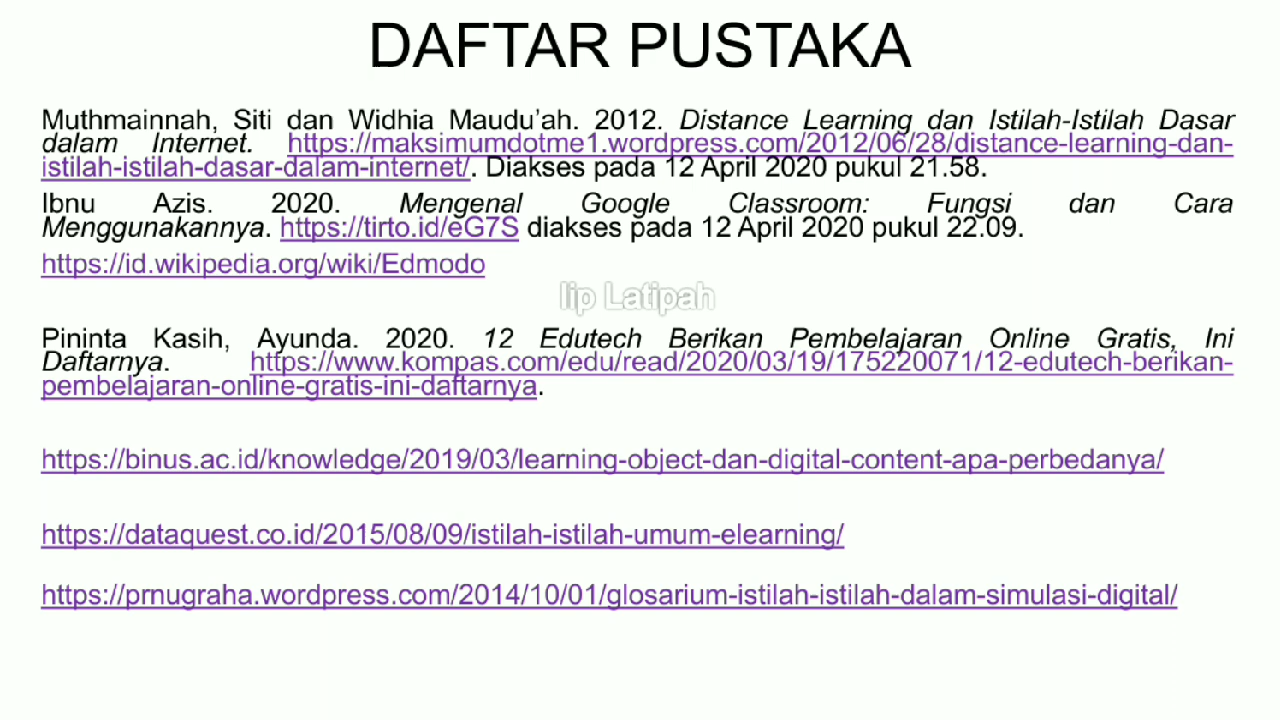 DAFTAR PUSTAKA
Muthmainnah, Siti dan Widhia Maudu'ah. 2012. Distance Learning dan Istilah-Istilah Dasar
dalam Internet. https://maksimumdotme1.wordpress.com/2012/06/28/distance-learning-dan-
istilah-istilah-dasar-dalam-internet/. Diakses pada 12 April 2020 pukul 21.58.
Ibnu Azis. 2020. Mengenal Google Classroom: Fungsi dan Cara
Menggunakannya. https://tirto.id/eG7S diakses pada 12 April 2020 pukul 22.09.
https://id.wikipedia.org/wiki/Edmodo
Iip Latipah
Pininta Kasih, Ayunda. 2020. 12 Edutech Berikan Pembelajaran Online Gratis, Ini
Daftarnya. https://www.kompas.com/edu/read/2020/03/19/175220071/12-edutech-berikan-
pembelajaran-online-gratis-ini-daftarnya.
https://binus.ac.id/knowledge/2019/03/learning-object-dan-digital-content-apa-perbedanya/
https://dataquest.co.id/2015/08/09/istilah-istilah-umum-elearning/
https://prnugraha.wordpress.com/2014/10/01/glosarium-istilah-istilah-dalam-simulasi-digital/